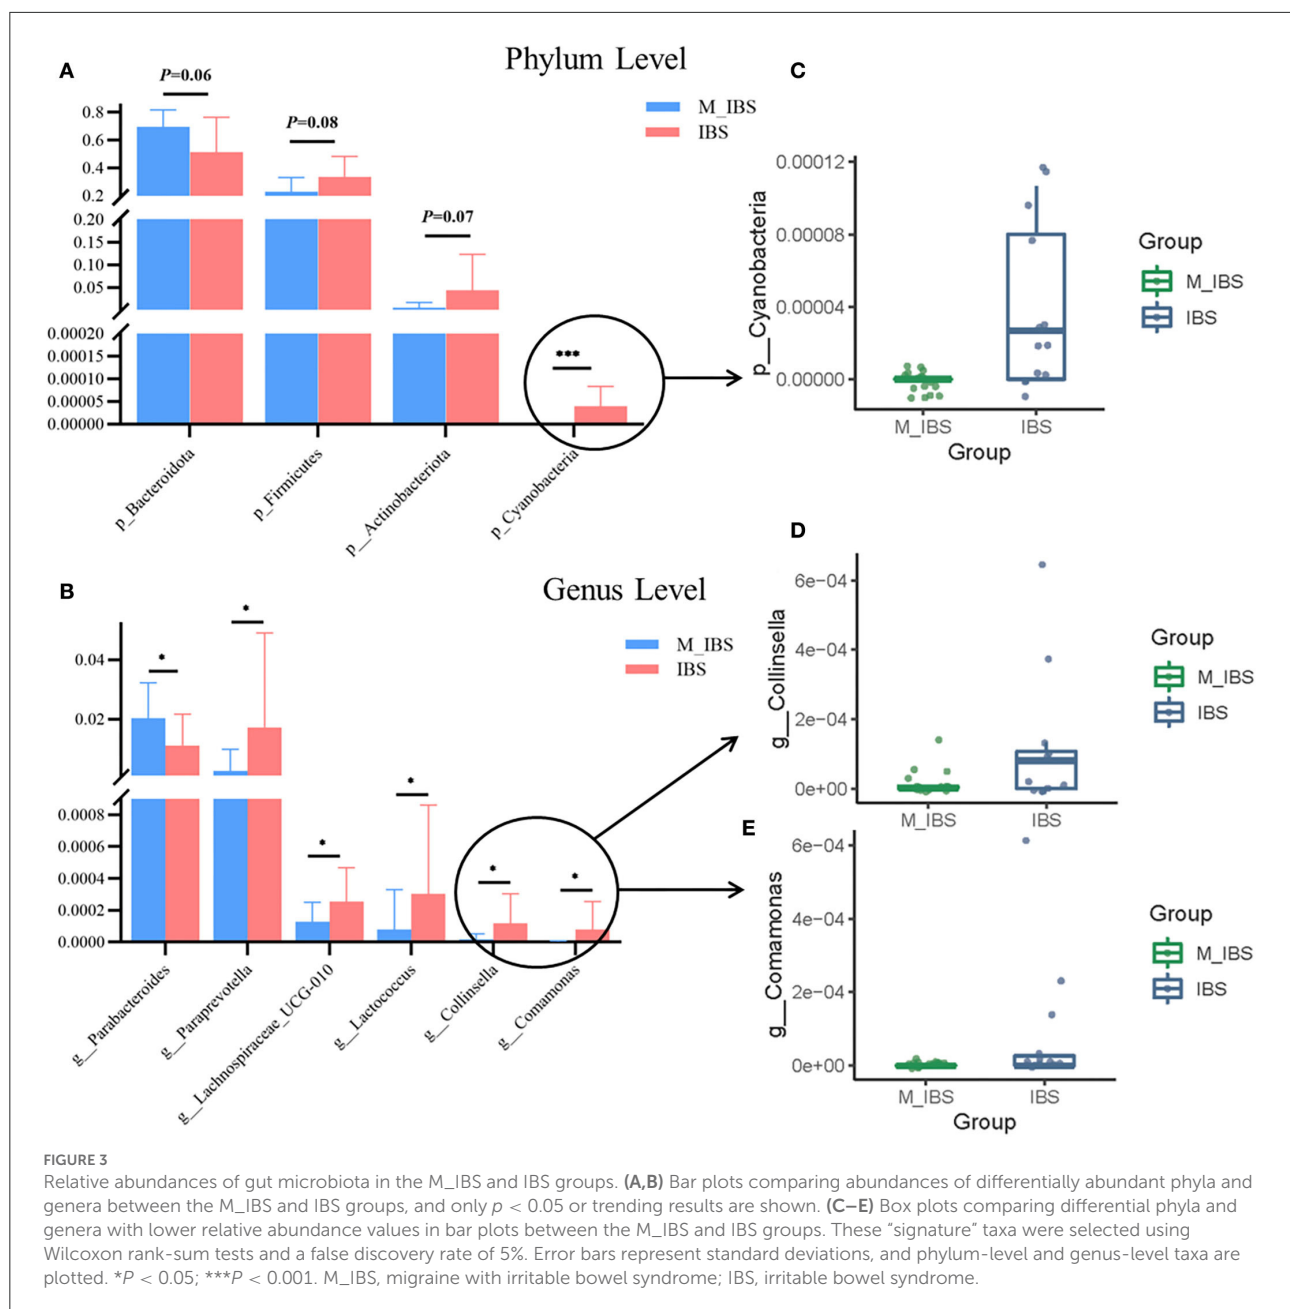 Phylum Level
A
P=0.06
P=0.08
P=0.07
***
M_IBS
IBS
0.8
0.6
0.4
0.2
0.20
0.15
0.10
0.05
0.00020
0.00015
0.00010
0.00005
0.00000
p_Bacteroidota
p_Firmicutes
p__Actinobacteriota
p_Cyanobacteria
C
p__Cyanobacteria
0.00012
0.00008
0.00004
0.00000
M_IBS
IBS
Group
Group
M_IBS
IBS
B
Genus Level
*
*
*
*
*
*
M_IBS
IBS
0.04
0.02
0.0008
0.0006
0.0004
0.0002
0.0000
g__Parabacteroides
g__Paraprevotella
g__Lachnospiraceae_UCG-010
g__Lactococcus
g__Collinsella
g__Comamonas
D
g__Collinsella
6e−04
4e−04
2e−04
0e+00
M_IBS
IBS
Group
M_IBS
IBS
E
g__Comamonas
6e−04
4e−04
2e−04
0e+00
M_IBS
IBS
Group
Group
M_IBS
IBS
FIGURE 3
Relative abundances of gut microbiota in the M_IBS and IBS groups. (A,B) Bar plots comparing abundances of differentially abundant phyla and
genera between the M_IBS and IBS groups, and only p < 0.05 or trending results are shown. (C–E) Box plots comparing differential phyla and
genera with lower relative abundance values in bar plots between the M_IBS and IBS groups. These “signature” taxa were selected using
Wilcoxon rank-sum tests and a false discovery rate of 5%. Error bars represent standard deviations, and phylum-level and genus-level taxa are
plotted. *P < 0.05; ***P < 0.001. M_IBS, migraine with irritable bowel syndrome; IBS, irritable bowel syndrome.